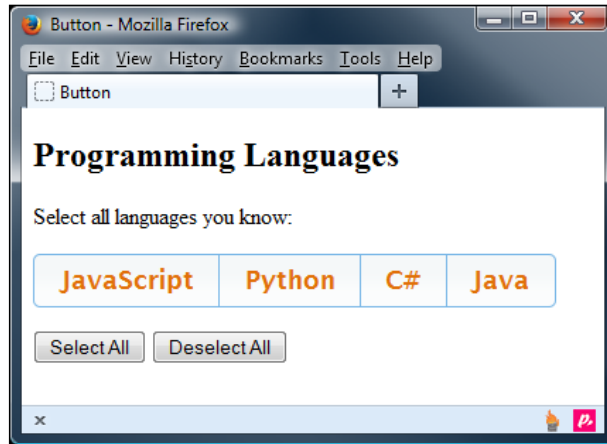 Button - Mozilla Firefox
File Edit View History Bookmarks Tools Help
Button +
Programming Languages
Select all languages you know:
JavaScript Python C# Java
Select All Deselect All
x p.